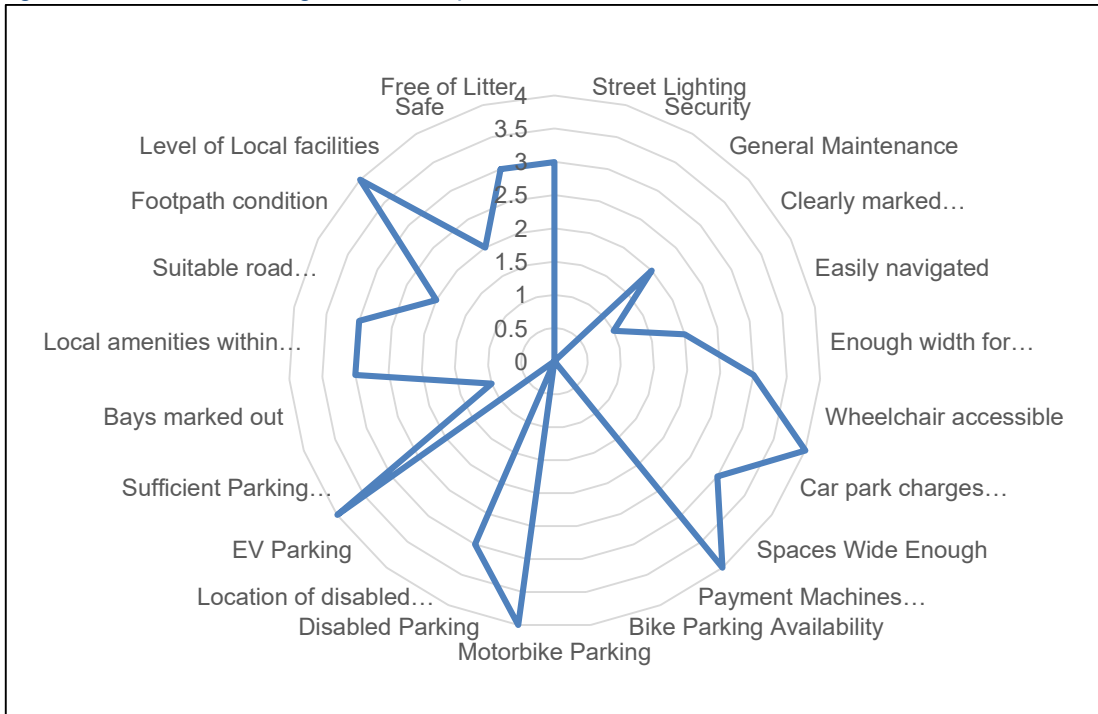 Free of Litter
Street Lighting
Safe
Security
Level of Local facilities
General Maintenance
Footpath condition
Clearly marked…
Suitable road…
Easily navigated
Local amenities within…
Enough width for…
Bays marked out
Wheelchair accessible
Sufficient Parking…
Car park charges…
EV Parking
Spaces Wide Enough
Location of disabled…
Payment Machines…
Disabled Parking
Bike Parking Availability
Motorbike Parking
4
3.5
3
2.5
2
1.5
1
0.5
0